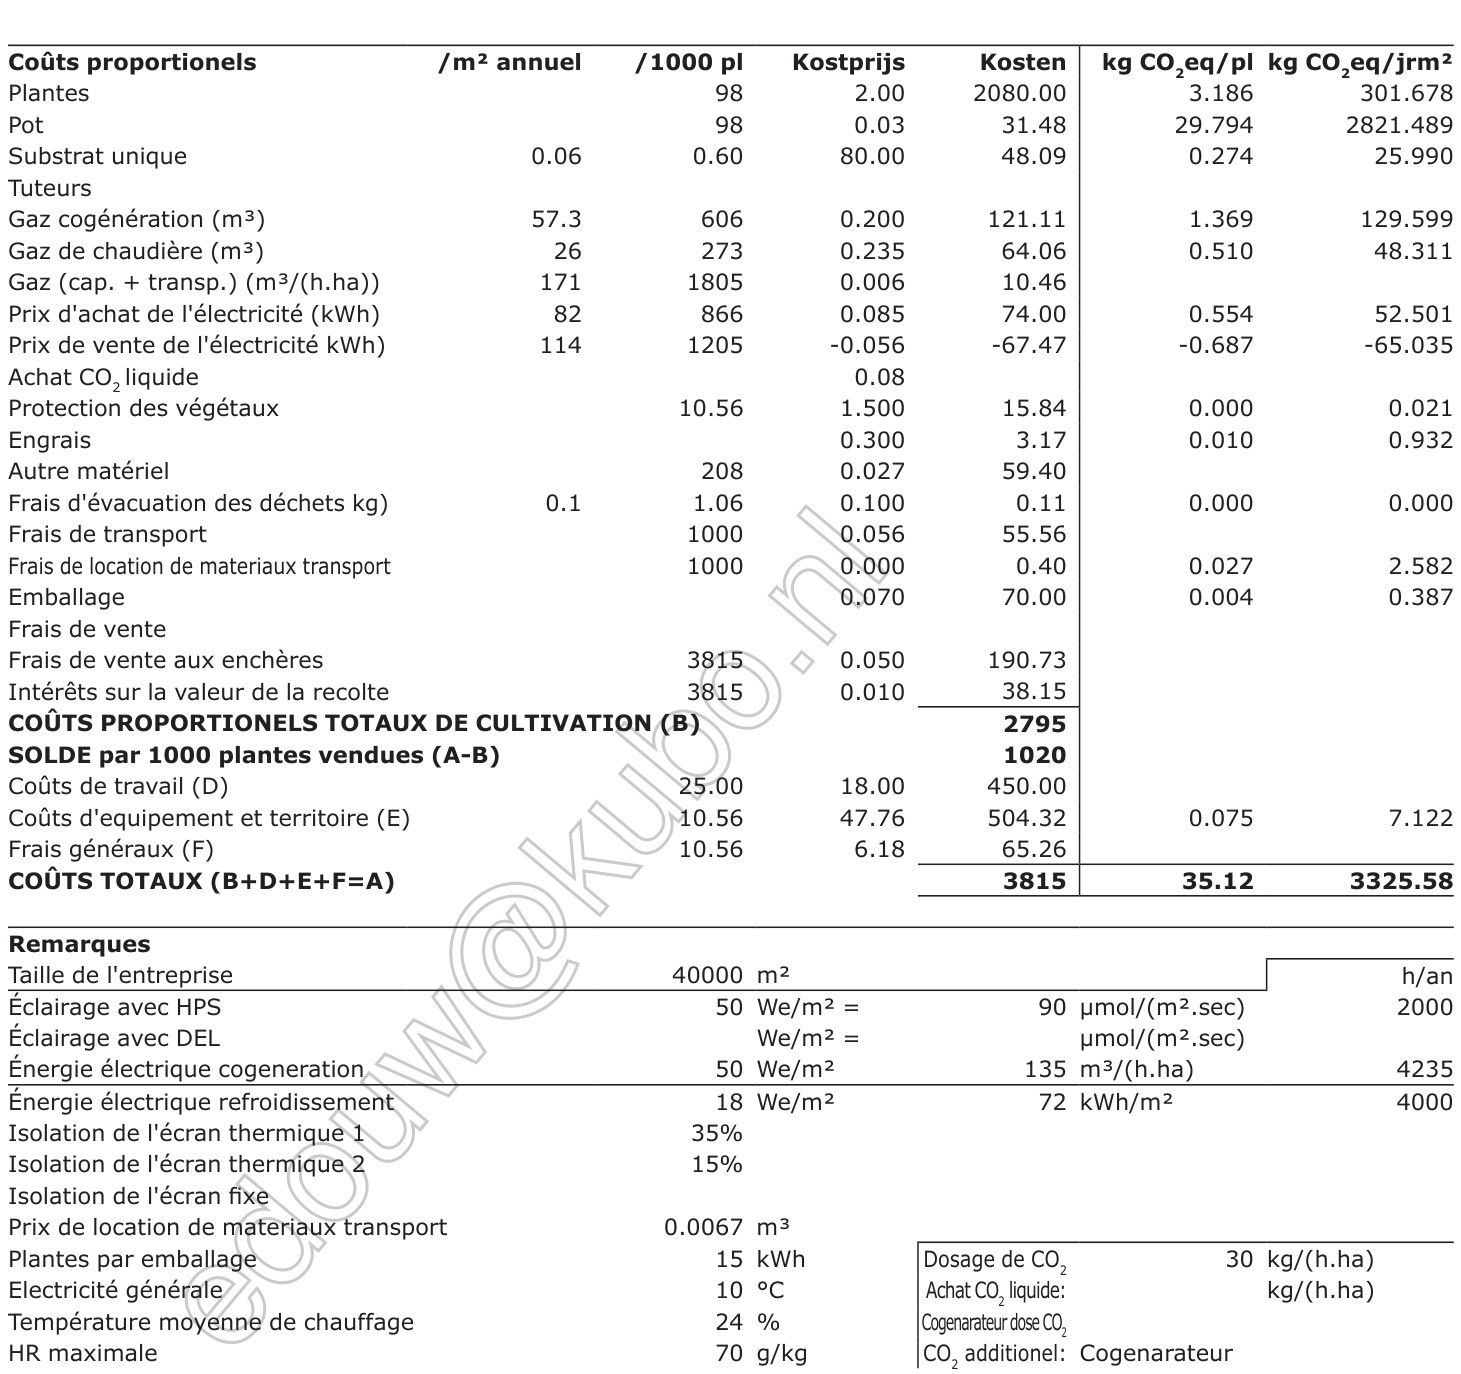 Coûts proportionels /m² annuel /1000 pl Kostprijs Kosten kg CO₂eq/pl kg CO₂eq/jrm²
Plantes 98 2.00 2080.00 3.186 301.678
Pot 98 0.03 31.48 29.794 2821.489
Substrat unique 0.06 0.60 80.00 48.09 0.274 25.990
Tuteurs
Gaz cogénération (m³) 57.3 606 0.200 121.11 1.369 129.599
Gaz de chaudière (m³) 26 273 0.235 64.06 0.510 48.311
Gaz (cap. + transp.) (m³/(h.ha)) 171 1805 0.006 10.46
Prix d'achat de l'électricité (kWh) 82 866 0.085 74.00 0.554 52.501
Prix de vente de l'électricité kWh) 114 1205 -0.056 -67.47 -0.687 -65.035
Achat CO₂ liquide 0.08
Protection des végétaux 10.56 1.500 15.84 0.000 0.021
Engrais 0.300 3.17 0.010 0.932
Autre matériel 208 0.027 59.40
Frais d'évacuation des déchets kg) 0.1 1.06 0.100 0.11 0.000 0.000
Frais de transport 1000 0.056 55.56
Frais de location de materiaux transport 1000 0.000 0.40 0.027 2.582
Emballage 0.070 70.00 0.004 0.387
Frais de vente
Frais de vente aux enchères 3815 0.050 190.73
Intérêts sur la valeur de la recolte 3815 0.010 38.15
COÛTS PROPORTIONELS TOTAUX DE CULTIVATION (B) 2795
SOLDE par 1000 plantes vendues (A-B) 1020
Coûts de travail (D) 25.00 18.00 450.00
Coûts d'equipement et territoire (E) 10.56 47.76 504.32 0.075 7.122
Frais généraux (F) 10.56 6.18 65.26
COÛTS TOTAUX (B+D+E+F=A) 3815 35.12 3325.58
Remarques
Taille de l'entreprise 40000 m² h/an
Éclairage avec HPS 50 We/m² = 90 µmol/(m².sec) 2000
Éclairage avec DEL We/m² = µmol/(m².sec)
Énergie électrique cogeneration 50 We/m² 135 m³/(h.ha) 4235
Énergie électrique refroidissement 18 We/m² 72 kWh/m² 4000
Isolation de l'écran thermique 1 35%
Isolation de l'écran thermique 2 15%
Isolation de l'écran fixe
Prix de location de materiaux transport 0.0067 m³
Plantes par emballage 15 kWh Dosage de CO₂ 30 kg/(h.ha)
Electricité générale 10 °C Achat CO₂ liquide: kg/(h.ha)
Température moyenne de chauffage 24 % Cogenarateur dose CO₂
HR maximale 70 g/kg CO₂ additionel: Cogenarateur
edouw@kubo.nl